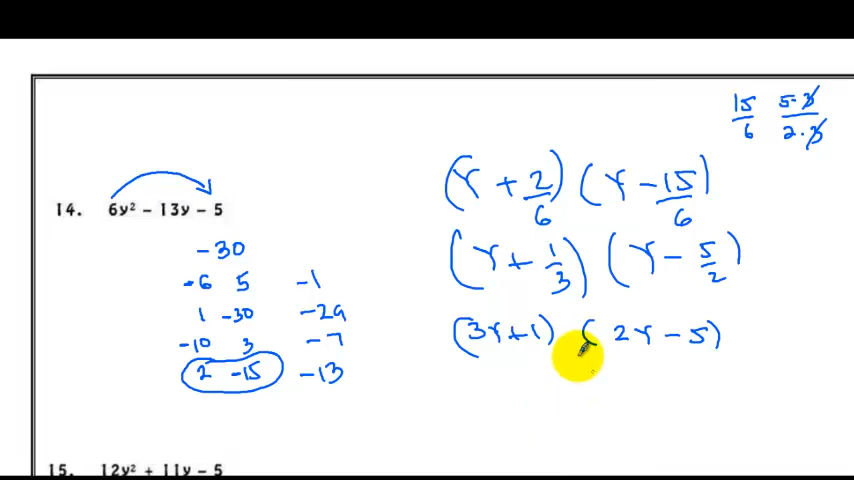 15/6 5·3/2·3
(Y + 2/6) (Y - 15/6)
14. 6y² - 13y - 5
-30
(Y + 1/3) (Y - 5/2)
-6 5 -1
1 -30 -29
(3Y+1) (2Y-5)
-10 3 -7
2 -15 -13
15. 12y² + 11y - 5